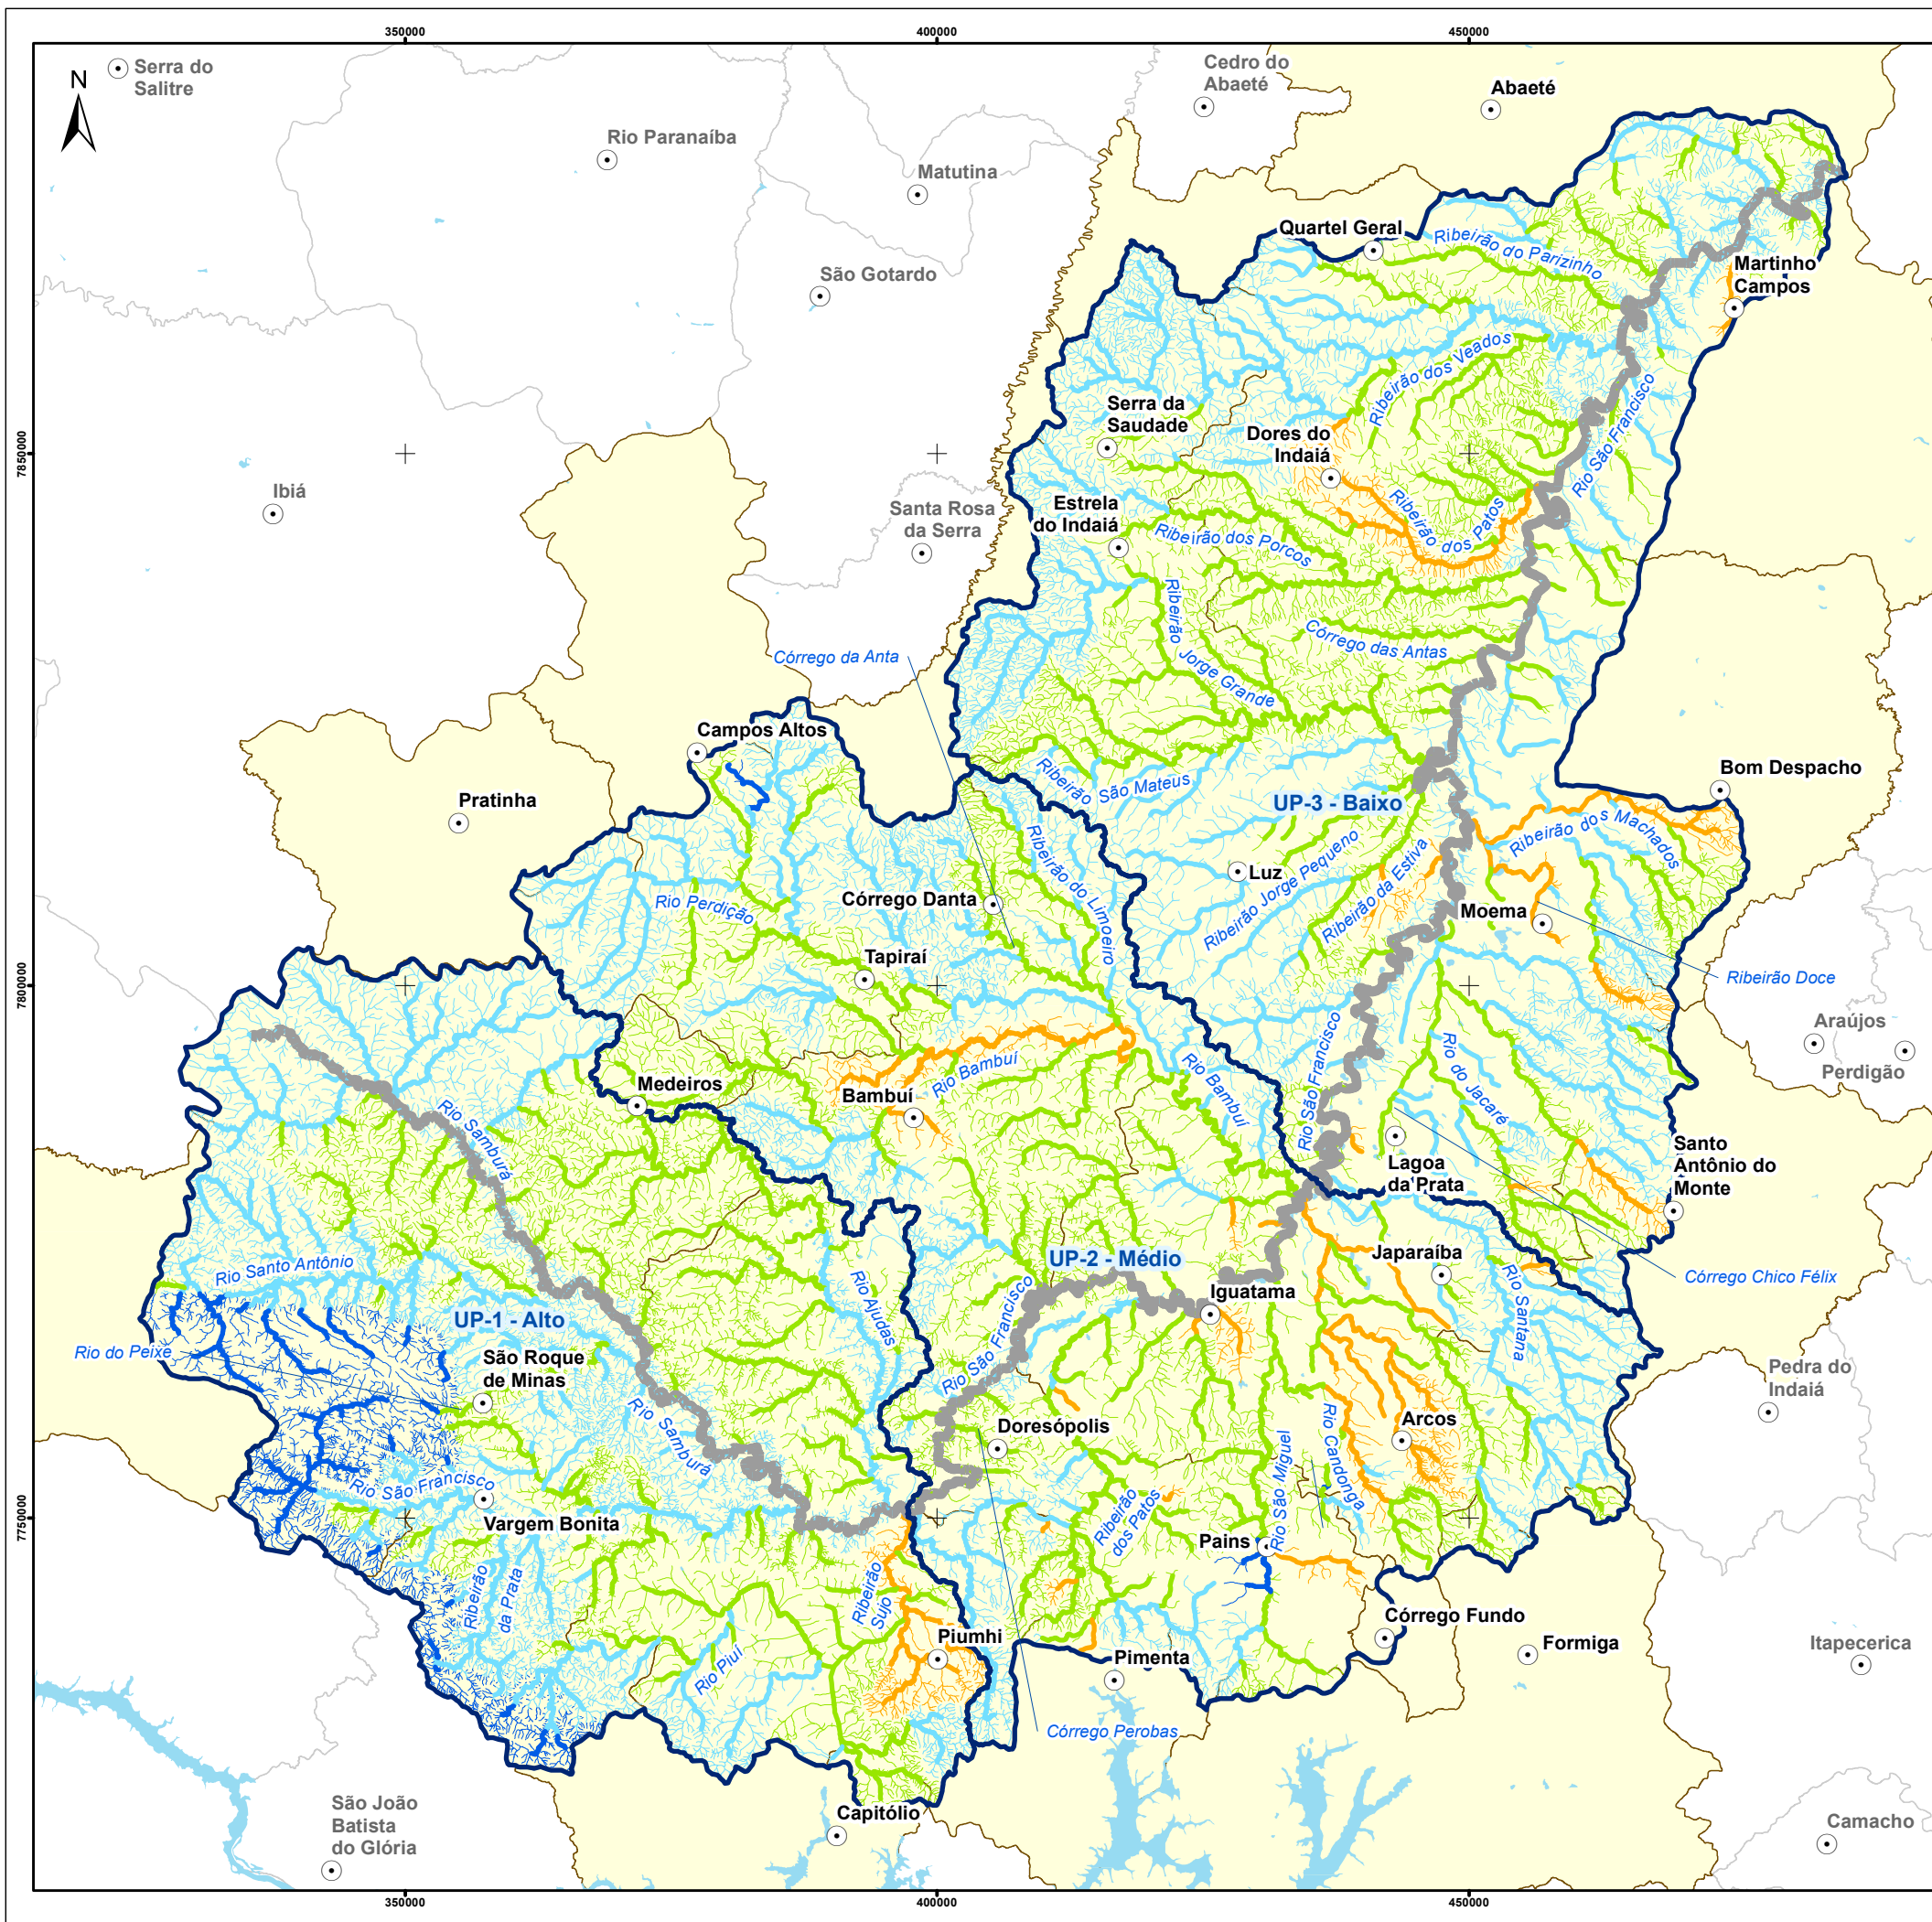 350000
400000
450000
N
Serra do
Salitre
Cedro do
Abaeté
Abaeté
Rio Paranaíba
Matutina
Quartel Geral
Ribeirão do Parizinho
Martinho
Campos
São Gotardo
Ribeirão dos Veados
Rio São Francisco
Serra da
Saudade
Dores do
Indaiá
7850000
Ibiá
Santa Rosa
da Serra
Estrela
do Indaiá
Ribeirão dos Patos
Ribeirão dos Porcos
Ribeirão
Jorge Grande
Córrego das Antas
Córrego da Anta
Campos Altos
Ribeirão
São Mateus
Bom Despacho
Pratinha
UP-3 - Baixo
Ribeirão dos Machados
Ribeirão do Limoeiro
Luz
Ribeirão Jorge Pequeno
Ribeirão da Estiva
Rio Perdição
Córrego Danta
Moema
Tapiraí
Ribeirão Doce
7800000
Araújos
Perdigão
Rio São Francisco
Rio do Jacaré
Rio Bambuí
Rio Bambuí
Medeiros
Bambuí
Rio
Samburá
Lagoa
da Prata
Santo
Antônio do
Monte
Rio Santo Antônio
UP-2 - Médio
Japaraíba
Córrego Chico Félix
Rio Ajudas
Rio São Francisco
Iguatama
Rio Santana
UP-1 - Alto
Rio do Peixe
São Roque
de Minas
Pedra do
Indaiá
Rio Samburá
Doresópolis
Arcos
Rio Candonga
Rio São Miguel
Rio São Francisco
Vargem Bonita
7750000
Ribeirão
dos Patos
Pains
Ribeirão
da Prata
Ribeirão
Sujo
Córrego Fundo
Formiga
Itapecerica
Piumhi
Rio Piuí
Pimenta
Córrego Perobas
São João
Batista
do Glória
Capitólio
Camacho
350000
400000
450000